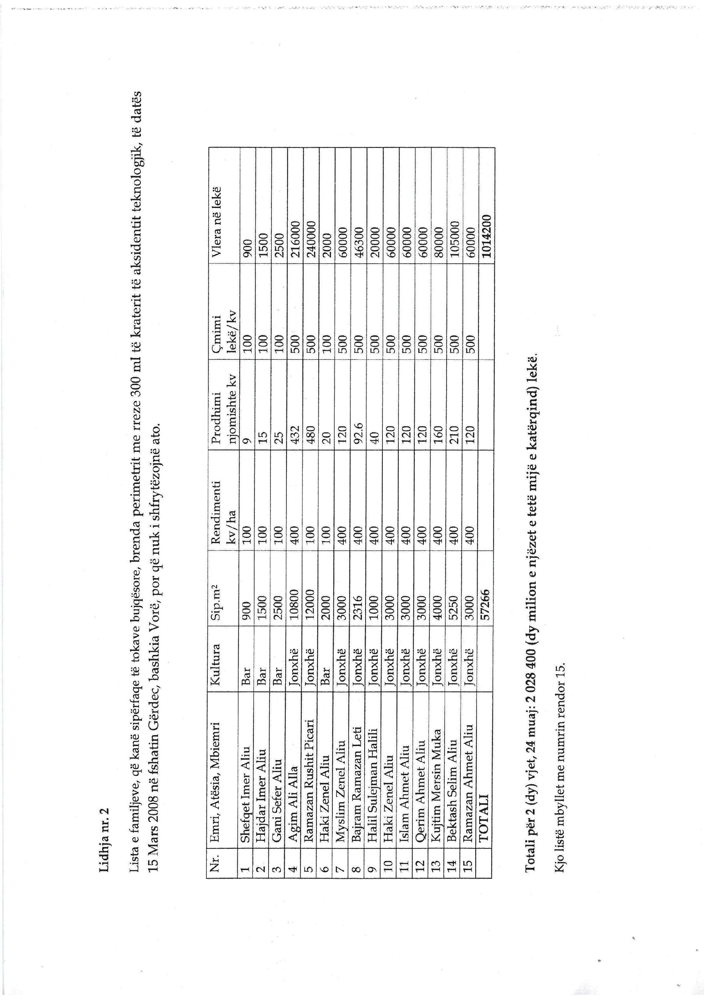 Lidhja nr. 2
Lista e familjeve, që kanë sipërfaqe të tokave bujqësore, brenda perimetrit me rreze 300 ml të kraterit të aksidentit teknologjik, të datës
15 Mars 2008 në fshatin Gërdec, bashkia Vorë, por që nuk i shfrytëzojnë ato.
Nr. Emri, Atësia, Mbiemri Kultura Sip.m² Rendimenti kv/ha Prodhimi njomishte kv Çmimi lekë/kv Vlera në lekë
1 Shefqet Imer Aliu Bar 900 100 9 100 900
2 Hajdar Imer Aliu Bar 1500 100 15 100 1500
3 Gani Sefer Aliu Bar 2500 100 25 100 2500
4 Agim Ali Alla Jonxhë 10800 400 432 500 216000
5 Ramazan Rushit Picari Jonxhë 12000 100 480 500 240000
6 Haki Zenel Aliu Bar 2000 100 20 100 2000
7 Myslim Zenel Aliu Jonxhë 3000 400 120 500 60000
8 Bajram Ramazan Leti Jonxhë 2316 400 92.6 500 46300
9 Halil Sulejman Halili Jonxhë 1000 400 40 500 20000
10 Haki Zenel Aliu Jonxhë 3000 400 120 500 60000
11 Islam Ahmet Aliu Jonxhë 3000 400 120 500 60000
12 Qerim Ahmet Aliu Jonxhë 3000 400 120 500 60000
13 Kujtim Mersin Muka Jonxhë 4000 400 160 500 80000
14 Bektash Selim Aliu Jonxhë 5250 400 210 500 105000
15 Ramazan Ahmet Aliu Jonxhë 3000 400 120 500 60000
TOTALI 57266 1014200
Totali për 2 (dy) vjet, 24 muaj: 2 028 400 (dy milion e njëzet e tetë mijë e katërqind) lekë.
Kjo listë mbyllet me numrin rendor 15.